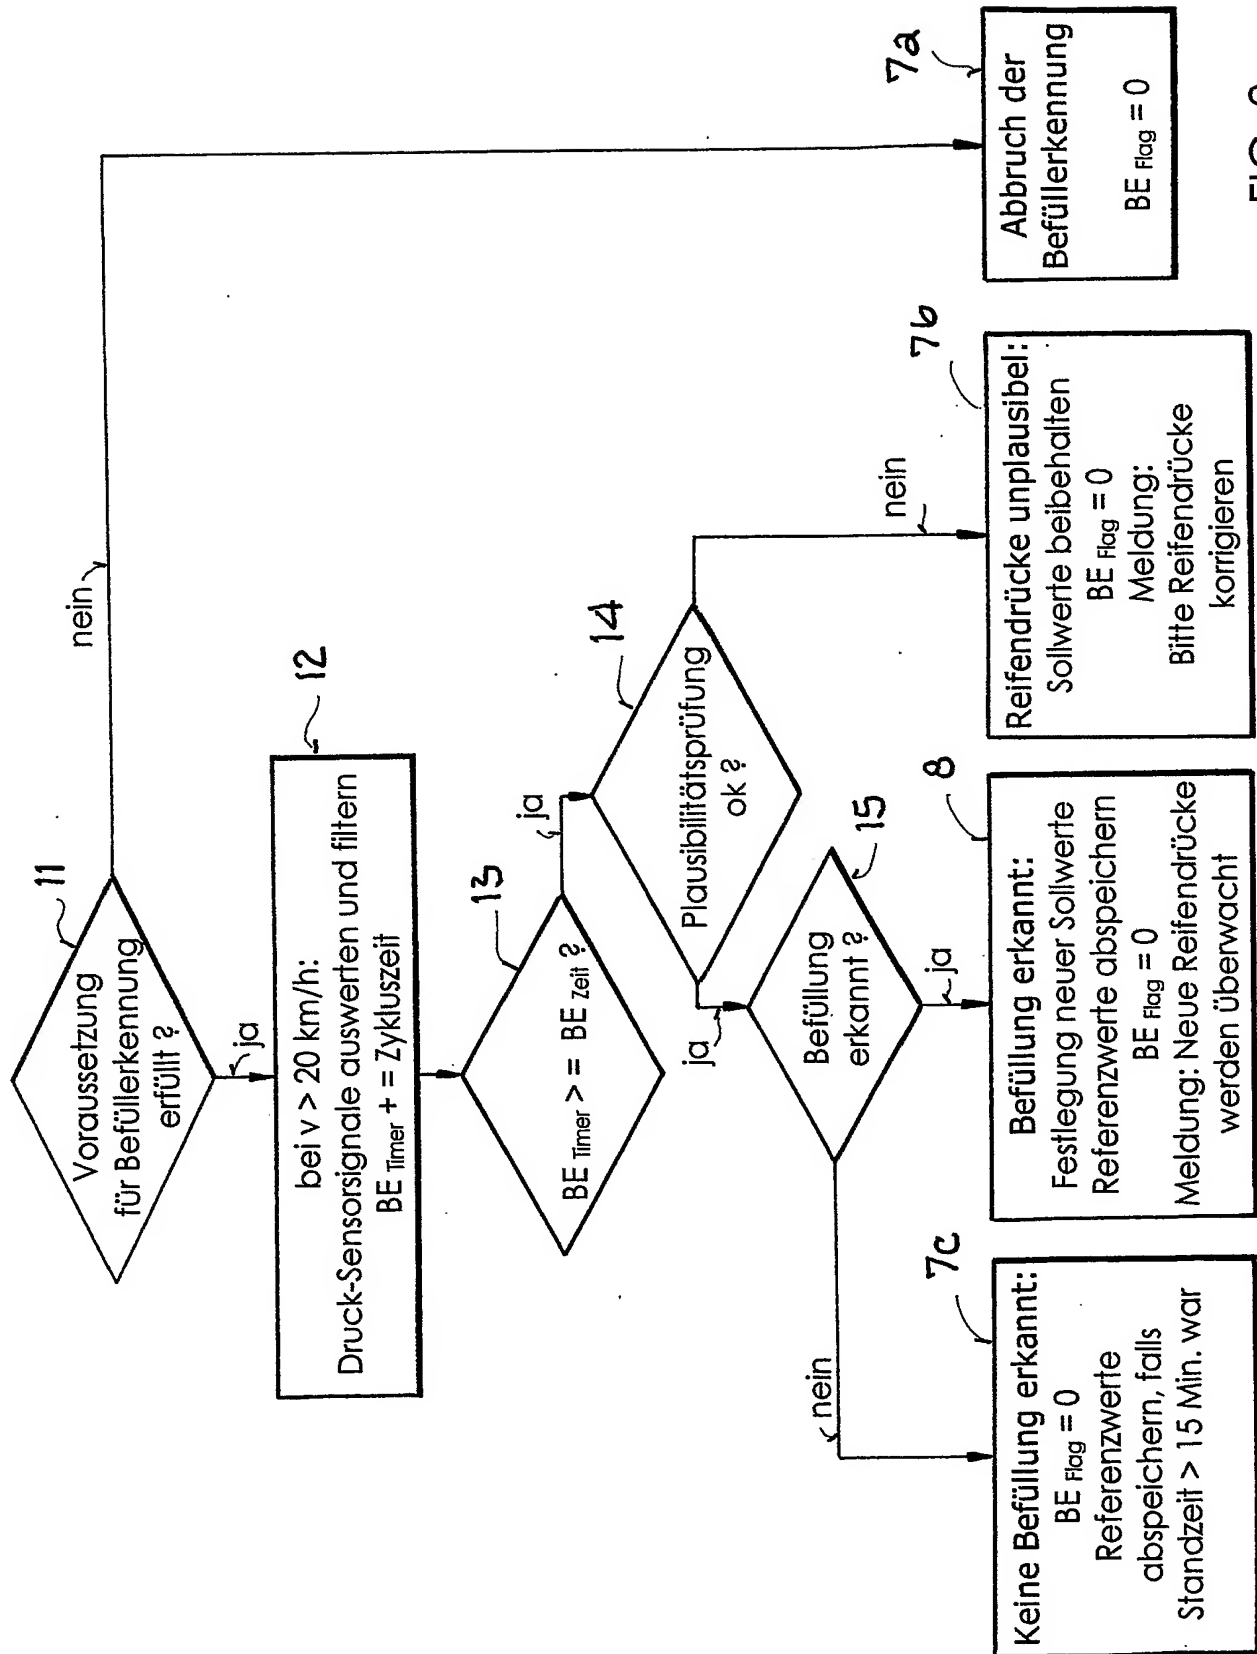 11
Voraussetzung
für Befüllerkennung
erfüllt ?
nein
ja
12
bei v > 20 km/h:
Druck-Sensorsignale auswerten und filtern
BE Timer + = Zykluszeit
13
BE Timer > = BE Zeit ?
ja
14
Plausibilitätsprüfung
ok ?
nein
ja
15
Befüllung
erkannt ?
nein
ja
7c
Keine Befüllung erkannt:
BE Flag = 0
Referenzwerte
abspeichern, falls
Standzeit > 15 Min. war
8
Befüllung erkannt:
Festlegung neuer Sollwerte
Referenzwerte abspeichern
BE Flag = 0
Meldung: Neue Reifendrücke
werden überwacht
7b
Reifendrücke unplausibel:
Sollwerte beibehalten
BE Flag = 0
Meldung:
Bitte Reifendrücke
korrigieren
7a
Abbruch der
Befüllerkennung
BE Flag = 0